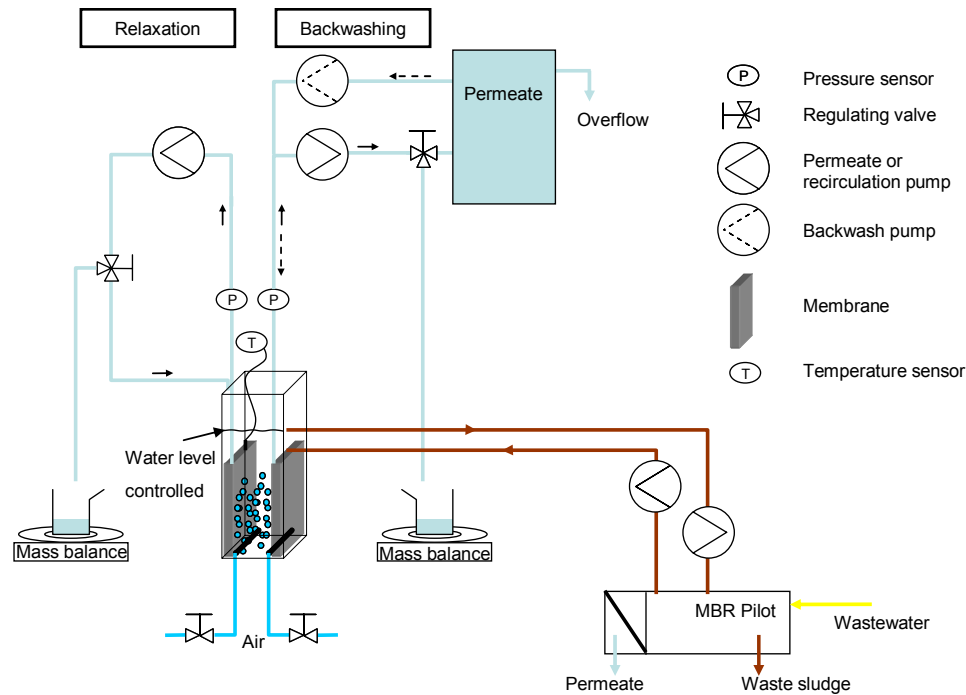 Relaxation
Backwashing
Permeate
Overflow
P
Pressure sensor
Regulating valve
Permeate or
recirculation pump
Backwash pump
Membrane
T
Temperature sensor
P
P
T
Water level
controlled
Mass balance
Mass balance
Air
MBR Pilot
Wastewater
Permeate
Waste sludge